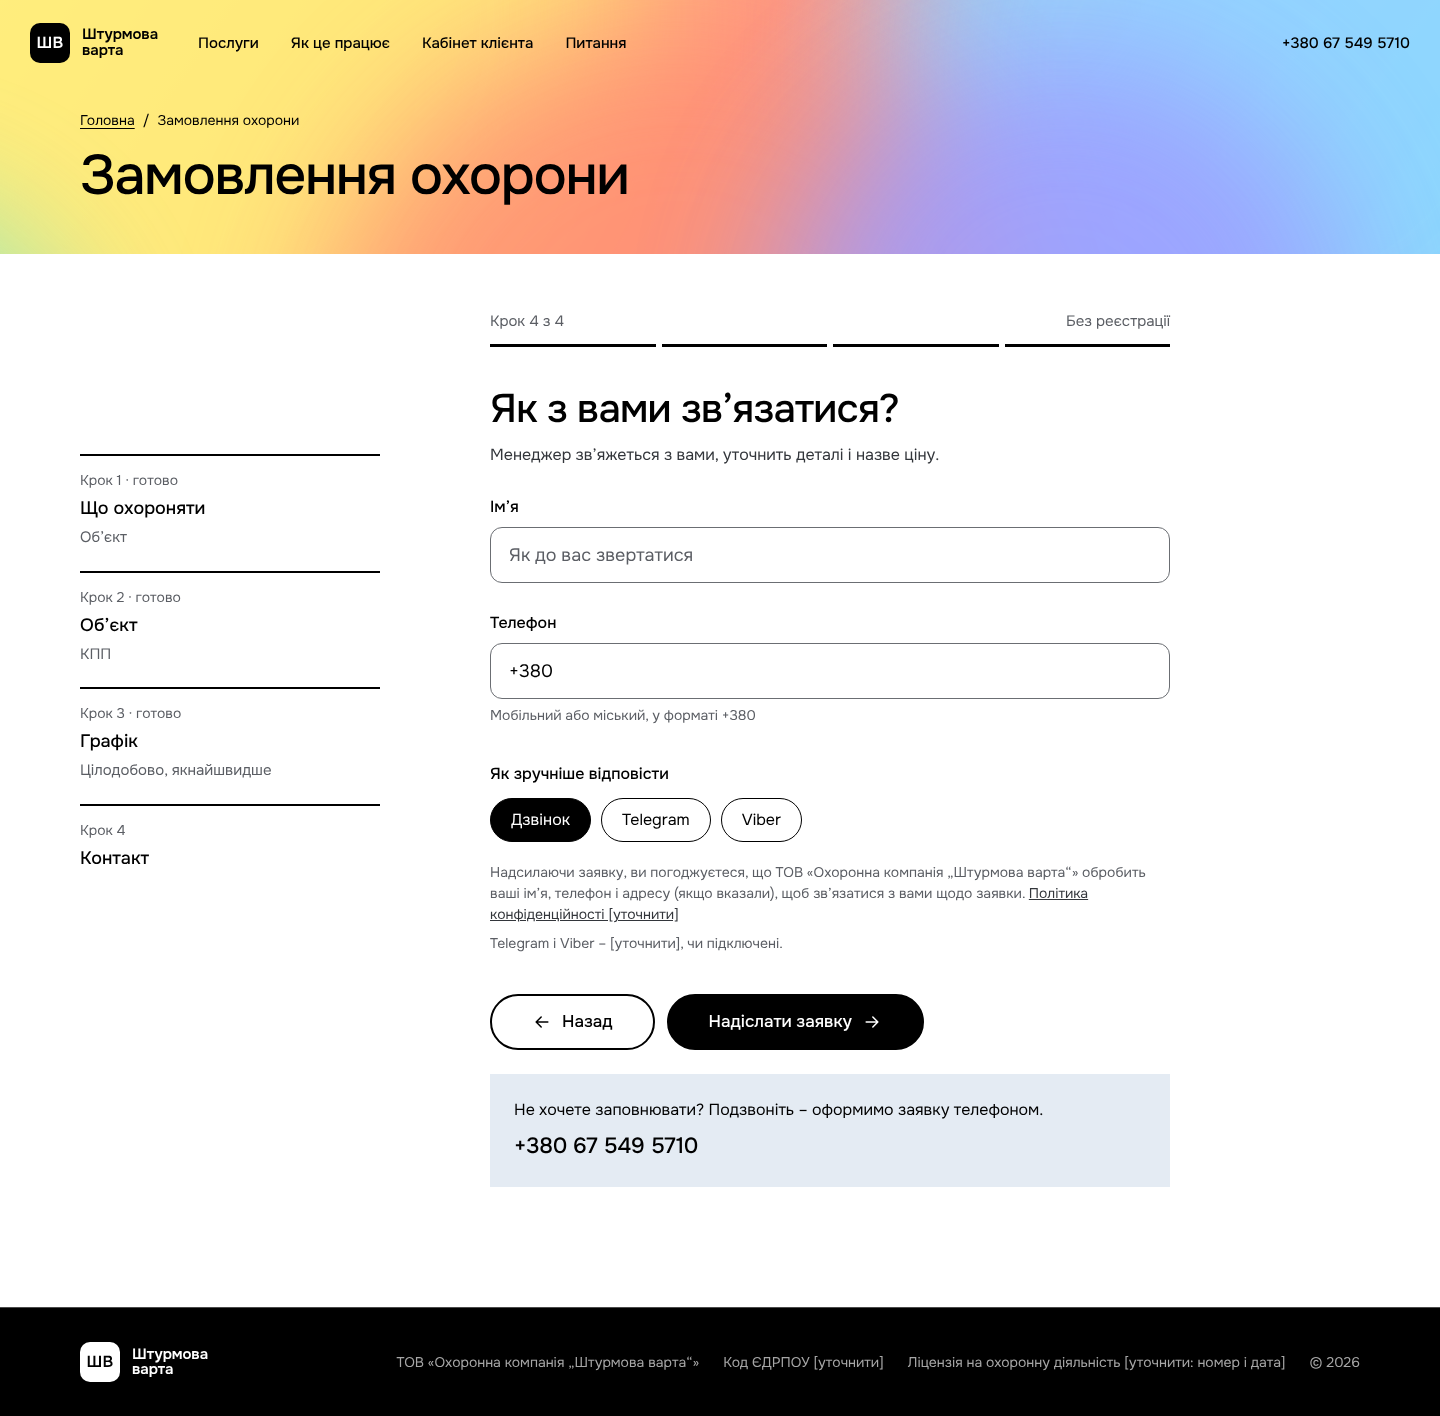 ШВ
Штурмова
варта
Послуги
Як це працює
Кабінет клієнта
Питання
+380 67 549 5710
Головна / Замовлення охорони
Замовлення охорони
Крок 4 з 4
Без реєстрації
Крок 1 · готово
Що охороняти
Об’єкт
Крок 2 · готово
Об’єкт
КПП
Крок 3 · готово
Графік
Цілодобово, якнайшвидше
Крок 4
Контакт
Як з вами зв’язатися?
Менеджер зв’яжеться з вами, уточнить деталі і назве ціну.
Ім’я
Як до вас звертатися
Телефон
+380
Мобільний або міський, у форматі +380
Як зручніше відповісти
Дзвінок
Telegram
Viber
Надсилаючи заявку, ви погоджуєтеся, що ТОВ «Охоронна компанія „Штурмова варта“» обробить
ваші ім’я, телефон і адресу (якщо вказали), щоб зв’язатися з вами щодо заявки. Політика
конфіденційності [уточнити]
Telegram і Viber – [уточнити], чи підключені.
← Назад
Надіслати заявку →
Не хочете заповнювати? Подзвоніть – оформимо заявку телефоном.
+380 67 549 5710
ШВ
Штурмова
варта
ТОВ «Охоронна компанія „Штурмова варта“»
Код ЄДРПОУ [уточнити]
Ліцензія на охоронну діяльність [уточнити: номер і дата]
© 2026